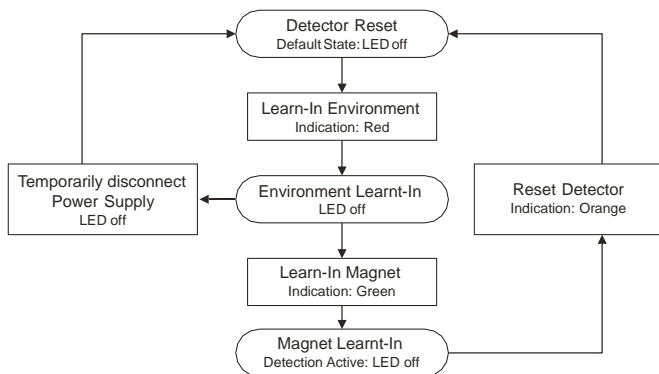 Detector Reset
Default State: LED off
Learn-In Environment
Indication: Red
Temporarily disconnect
Power Supply
LED off
Environment Learnt-In
LED off
Reset Detector
Indication: Orange
Learn-In Magnet
Indication: Green
Magnet Learnt-In
Detection Active: LED off